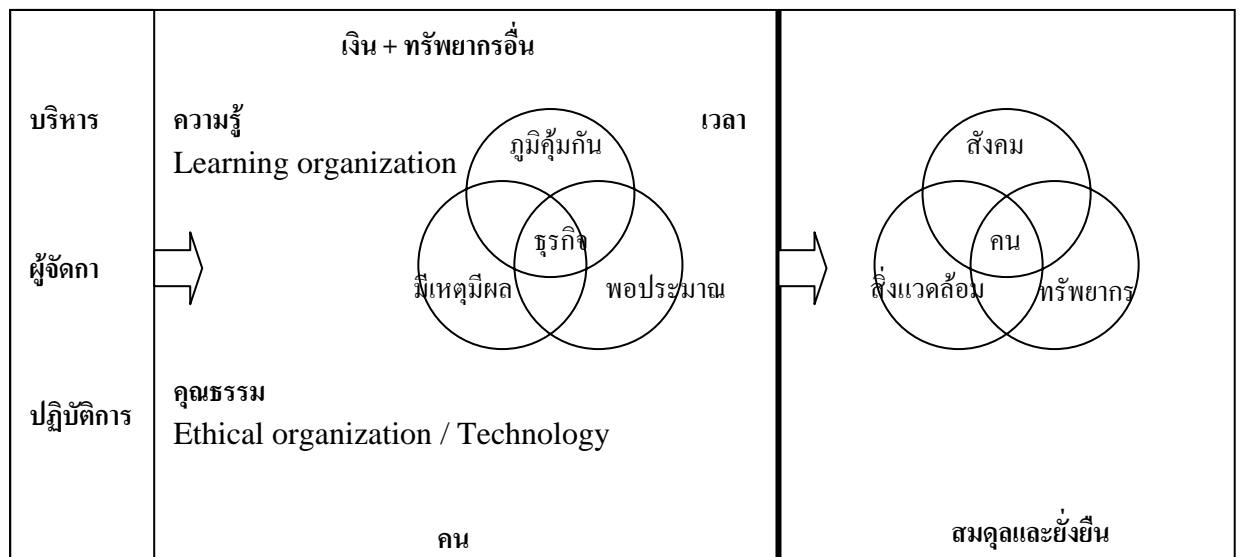 เงิน + ทรัพยากรอื่น
บริหาร
ความรู้
เวลา
Learning organization
ภูมิคุ้มกัน
สังคม
ธุรกิจ
คน
ผู้จัดกา
มีเหตุมีผล
พอประมาณ
สิ่งแวดล้อม
ทรัพยากร
คุณธรรม
ปฏิบัติการ
Ethical organization / Technology
คน
สมดุลและยั่งยืน